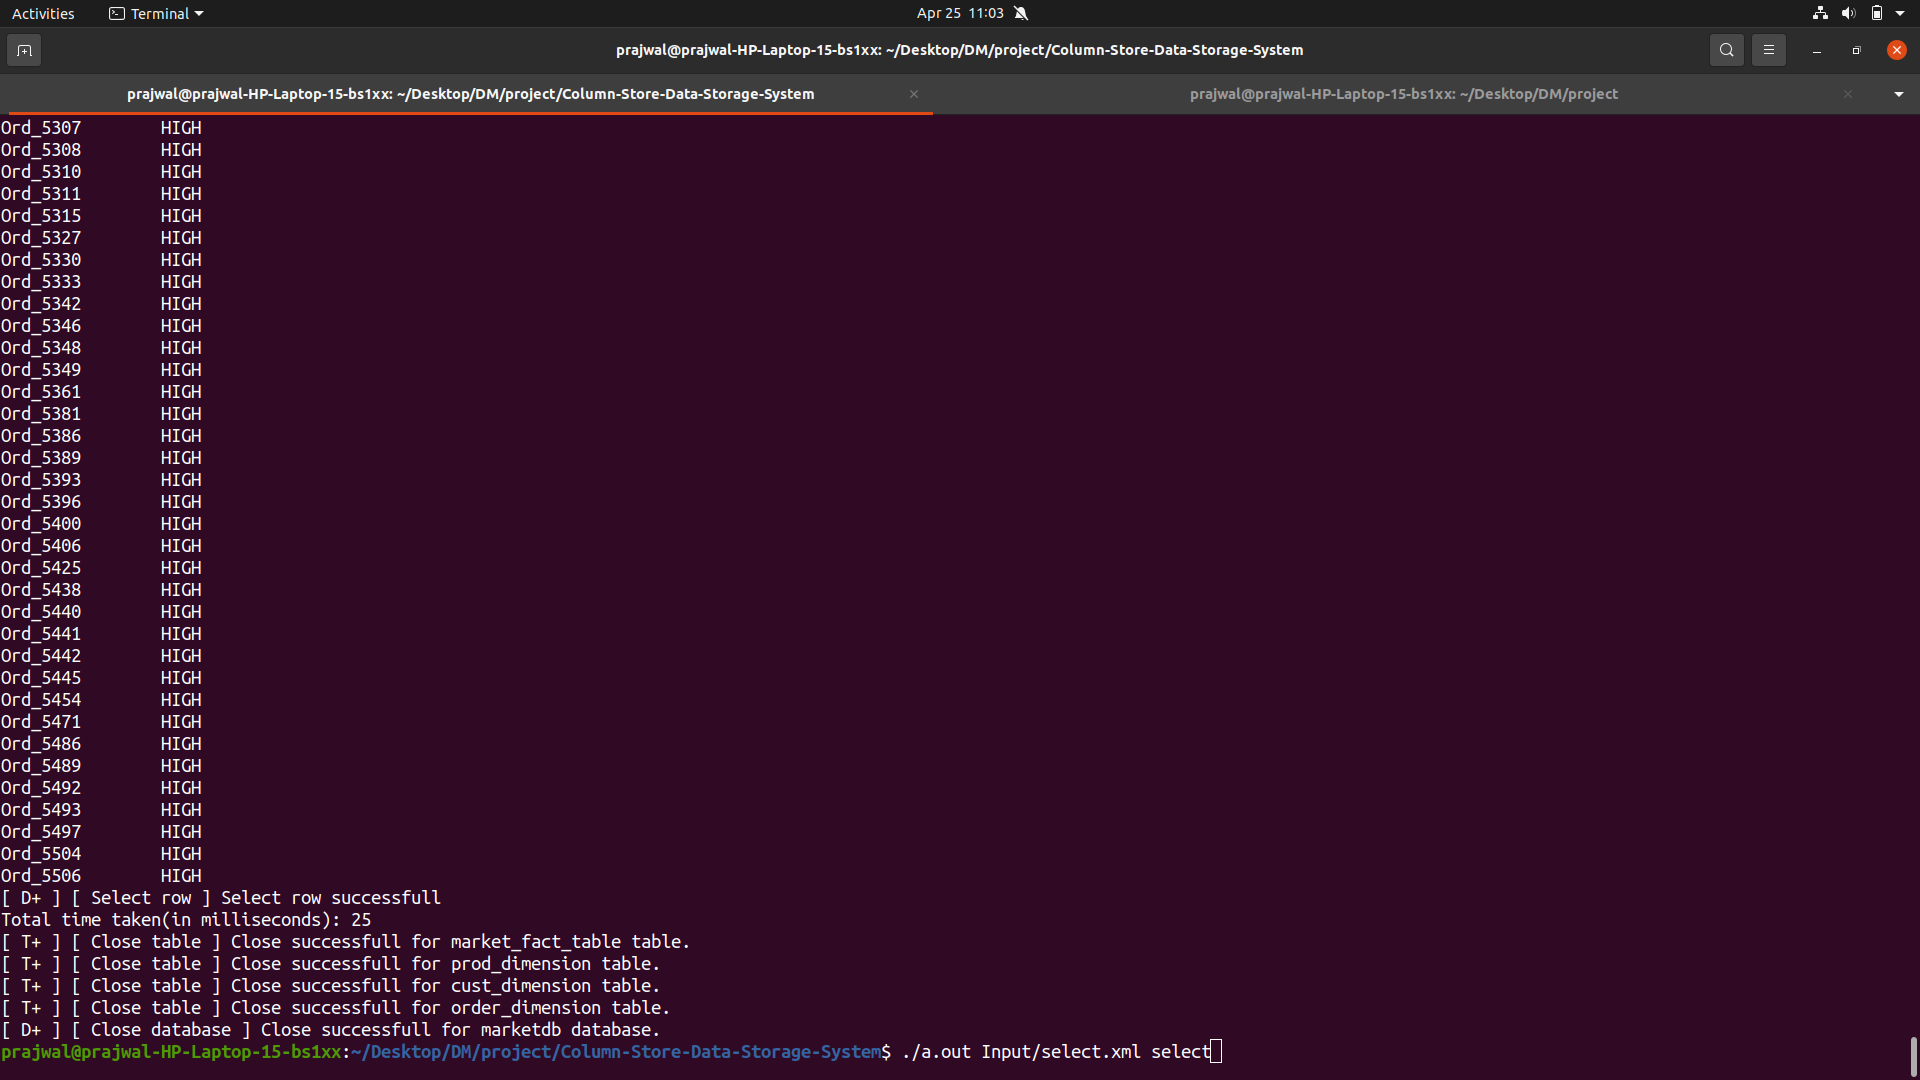 Activities Terminal Apr 25 11:03
prajwal@prajwal-HP-Laptop-15-bs1xx: ~/Desktop/DM/project/Column-Store-Data-Storage-System
prajwal@prajwal-HP-Laptop-15-bs1xx: ~/Desktop/DM/project/Column-Store-Data-Storage-System prajwal@prajwal-HP-Laptop-15-bs1xx: ~/Desktop/DM/project
Ord_5307 HIGH
Ord_5308 HIGH
Ord_5310 HIGH
Ord_5311 HIGH
Ord_5315 HIGH
Ord_5327 HIGH
Ord_5330 HIGH
Ord_5333 HIGH
Ord_5342 HIGH
Ord_5346 HIGH
Ord_5348 HIGH
Ord_5349 HIGH
Ord_5361 HIGH
Ord_5381 HIGH
Ord_5386 HIGH
Ord_5389 HIGH
Ord_5393 HIGH
Ord_5396 HIGH
Ord_5400 HIGH
Ord_5406 HIGH
Ord_5425 HIGH
Ord_5438 HIGH
Ord_5440 HIGH
Ord_5441 HIGH
Ord_5442 HIGH
Ord_5445 HIGH
Ord_5454 HIGH
Ord_5471 HIGH
Ord_5486 HIGH
Ord_5489 HIGH
Ord_5492 HIGH
Ord_5493 HIGH
Ord_5497 HIGH
Ord_5504 HIGH
Ord_5506 HIGH
[ D+ ] [ Select row ] Select row successfull
Total time taken(in milliseconds): 25
[ T+ ] [ Close table ] Close successfull for market_fact_table table.
[ T+ ] [ Close table ] Close successfull for prod_dimension table.
[ T+ ] [ Close table ] Close successfull for cust_dimension table.
[ T+ ] [ Close table ] Close successfull for order_dimension table.
[ D+ ] [ Close database ] Close successfull for marketdb database.
prajwal@prajwal-HP-Laptop-15-bs1xx:~/Desktop/DM/project/Column-Store-Data-Storage-System$ ./a.out Input/select.xml select